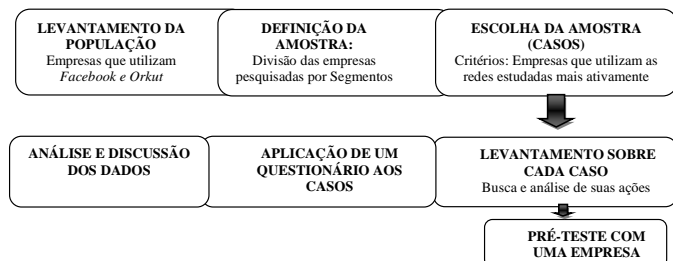 LEVANTAMENTO DA
POPULAÇÃO
Empresas que utilizam
Facebook e Orkut
DEFINIÇÃO DA
AMOSTRA:
Divisão das empresas
pesquisadas por Segmentos
ESCOLHA DA AMOSTRA
(CASOS)
Critérios: Empresas que utilizam as
redes estudadas mais ativamente
ANÁLISE E DISCUSSÃO
DOS DADOS
APLICAÇÃO DE UM
QUESTIONÁRIO AOS
CASOS
LEVANTAMENTO SOBRE
CADA CASO
Busca e análise de suas ações
PRÉ-TESTE COM
UMA EMPRESA